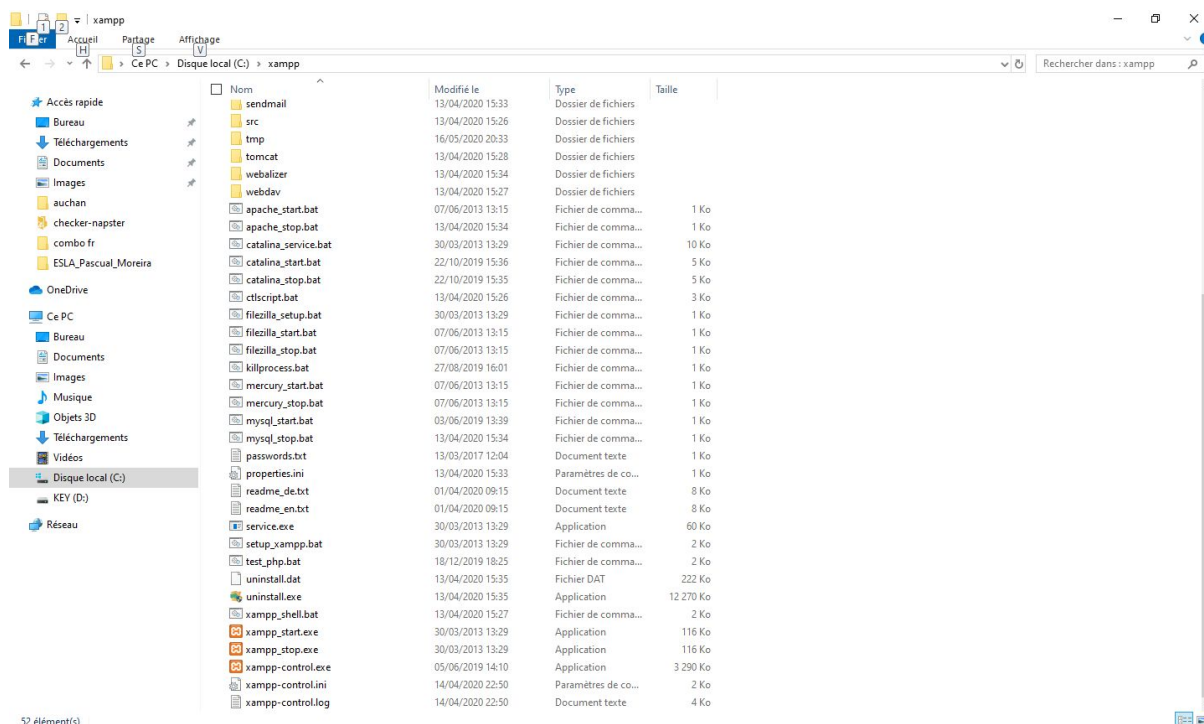 xampp
1 2
Fichier Accueil Partage Affichage
F H S V
Ce PC > Disque local (C:) > xampp
Rechercher dans : xampp
Accès rapide
Bureau
Téléchargements
Documents
Images
auchan
checker-napster
combo fr
ESLA_Pascual_Moreira
OneDrive
Ce PC
Bureau
Documents
Images
Musique
Objets 3D
Téléchargements
Vidéos
Disque local (C:)
KEY (D:)
Réseau
Nom Modifié le Type Taille
sendmail 13/04/2020 15:33 Dossier de fichiers
src 13/04/2020 15:26 Dossier de fichiers
tmp 16/05/2020 20:33 Dossier de fichiers
tomcat 13/04/2020 15:28 Dossier de fichiers
webalizer 13/04/2020 15:34 Dossier de fichiers
webdav 13/04/2020 15:27 Dossier de fichiers
apache_start.bat 07/06/2013 13:15 Fichier de comma... 1 Ko
apache_stop.bat 13/04/2020 15:34 Fichier de comma... 1 Ko
catalina_service.bat 30/03/2013 13:29 Fichier de comma... 10 Ko
catalina_start.bat 22/10/2019 15:36 Fichier de comma... 5 Ko
catalina_stop.bat 22/10/2019 15:35 Fichier de comma... 5 Ko
ctlscript.bat 13/04/2020 15:26 Fichier de comma... 3 Ko
filezilla_setup.bat 30/03/2013 13:29 Fichier de comma... 1 Ko
filezilla_start.bat 07/06/2013 13:15 Fichier de comma... 1 Ko
filezilla_stop.bat 07/06/2013 13:15 Fichier de comma... 1 Ko
killprocess.bat 27/08/2019 16:01 Fichier de comma... 1 Ko
mercury_start.bat 07/06/2013 13:15 Fichier de comma... 1 Ko
mercury_stop.bat 07/06/2013 13:15 Fichier de comma... 1 Ko
mysql_start.bat 03/06/2019 13:39 Fichier de comma... 1 Ko
mysql_stop.bat 13/04/2020 15:34 Fichier de comma... 1 Ko
passwords.txt 13/03/2017 12:04 Document texte 1 Ko
properties.ini 13/04/2020 15:33 Paramètres de co... 1 Ko
readme_de.txt 01/04/2020 09:15 Document texte 8 Ko
readme_en.txt 01/04/2020 09:15 Document texte 8 Ko
service.exe 30/03/2013 13:29 Application 60 Ko
setup_xampp.bat 30/03/2013 13:29 Fichier de comma... 2 Ko
test_php.bat 18/12/2019 18:25 Fichier de comma... 2 Ko
uninstall.dat 13/04/2020 15:35 Fichier DAT 222 Ko
uninstall.exe 13/04/2020 15:35 Application 12 270 Ko
xampp_shell.bat 13/04/2020 15:27 Fichier de comma... 2 Ko
xampp_start.exe 30/03/2013 13:29 Application 116 Ko
xampp_stop.exe 30/03/2013 13:29 Application 116 Ko
xampp-control.exe 05/06/2019 14:10 Application 3 290 Ko
xampp-control.ini 14/04/2020 22:50 Paramètres de co... 2 Ko
xampp-control.log 14/04/2020 22:50 Document texte 4 Ko
52 élément(s)